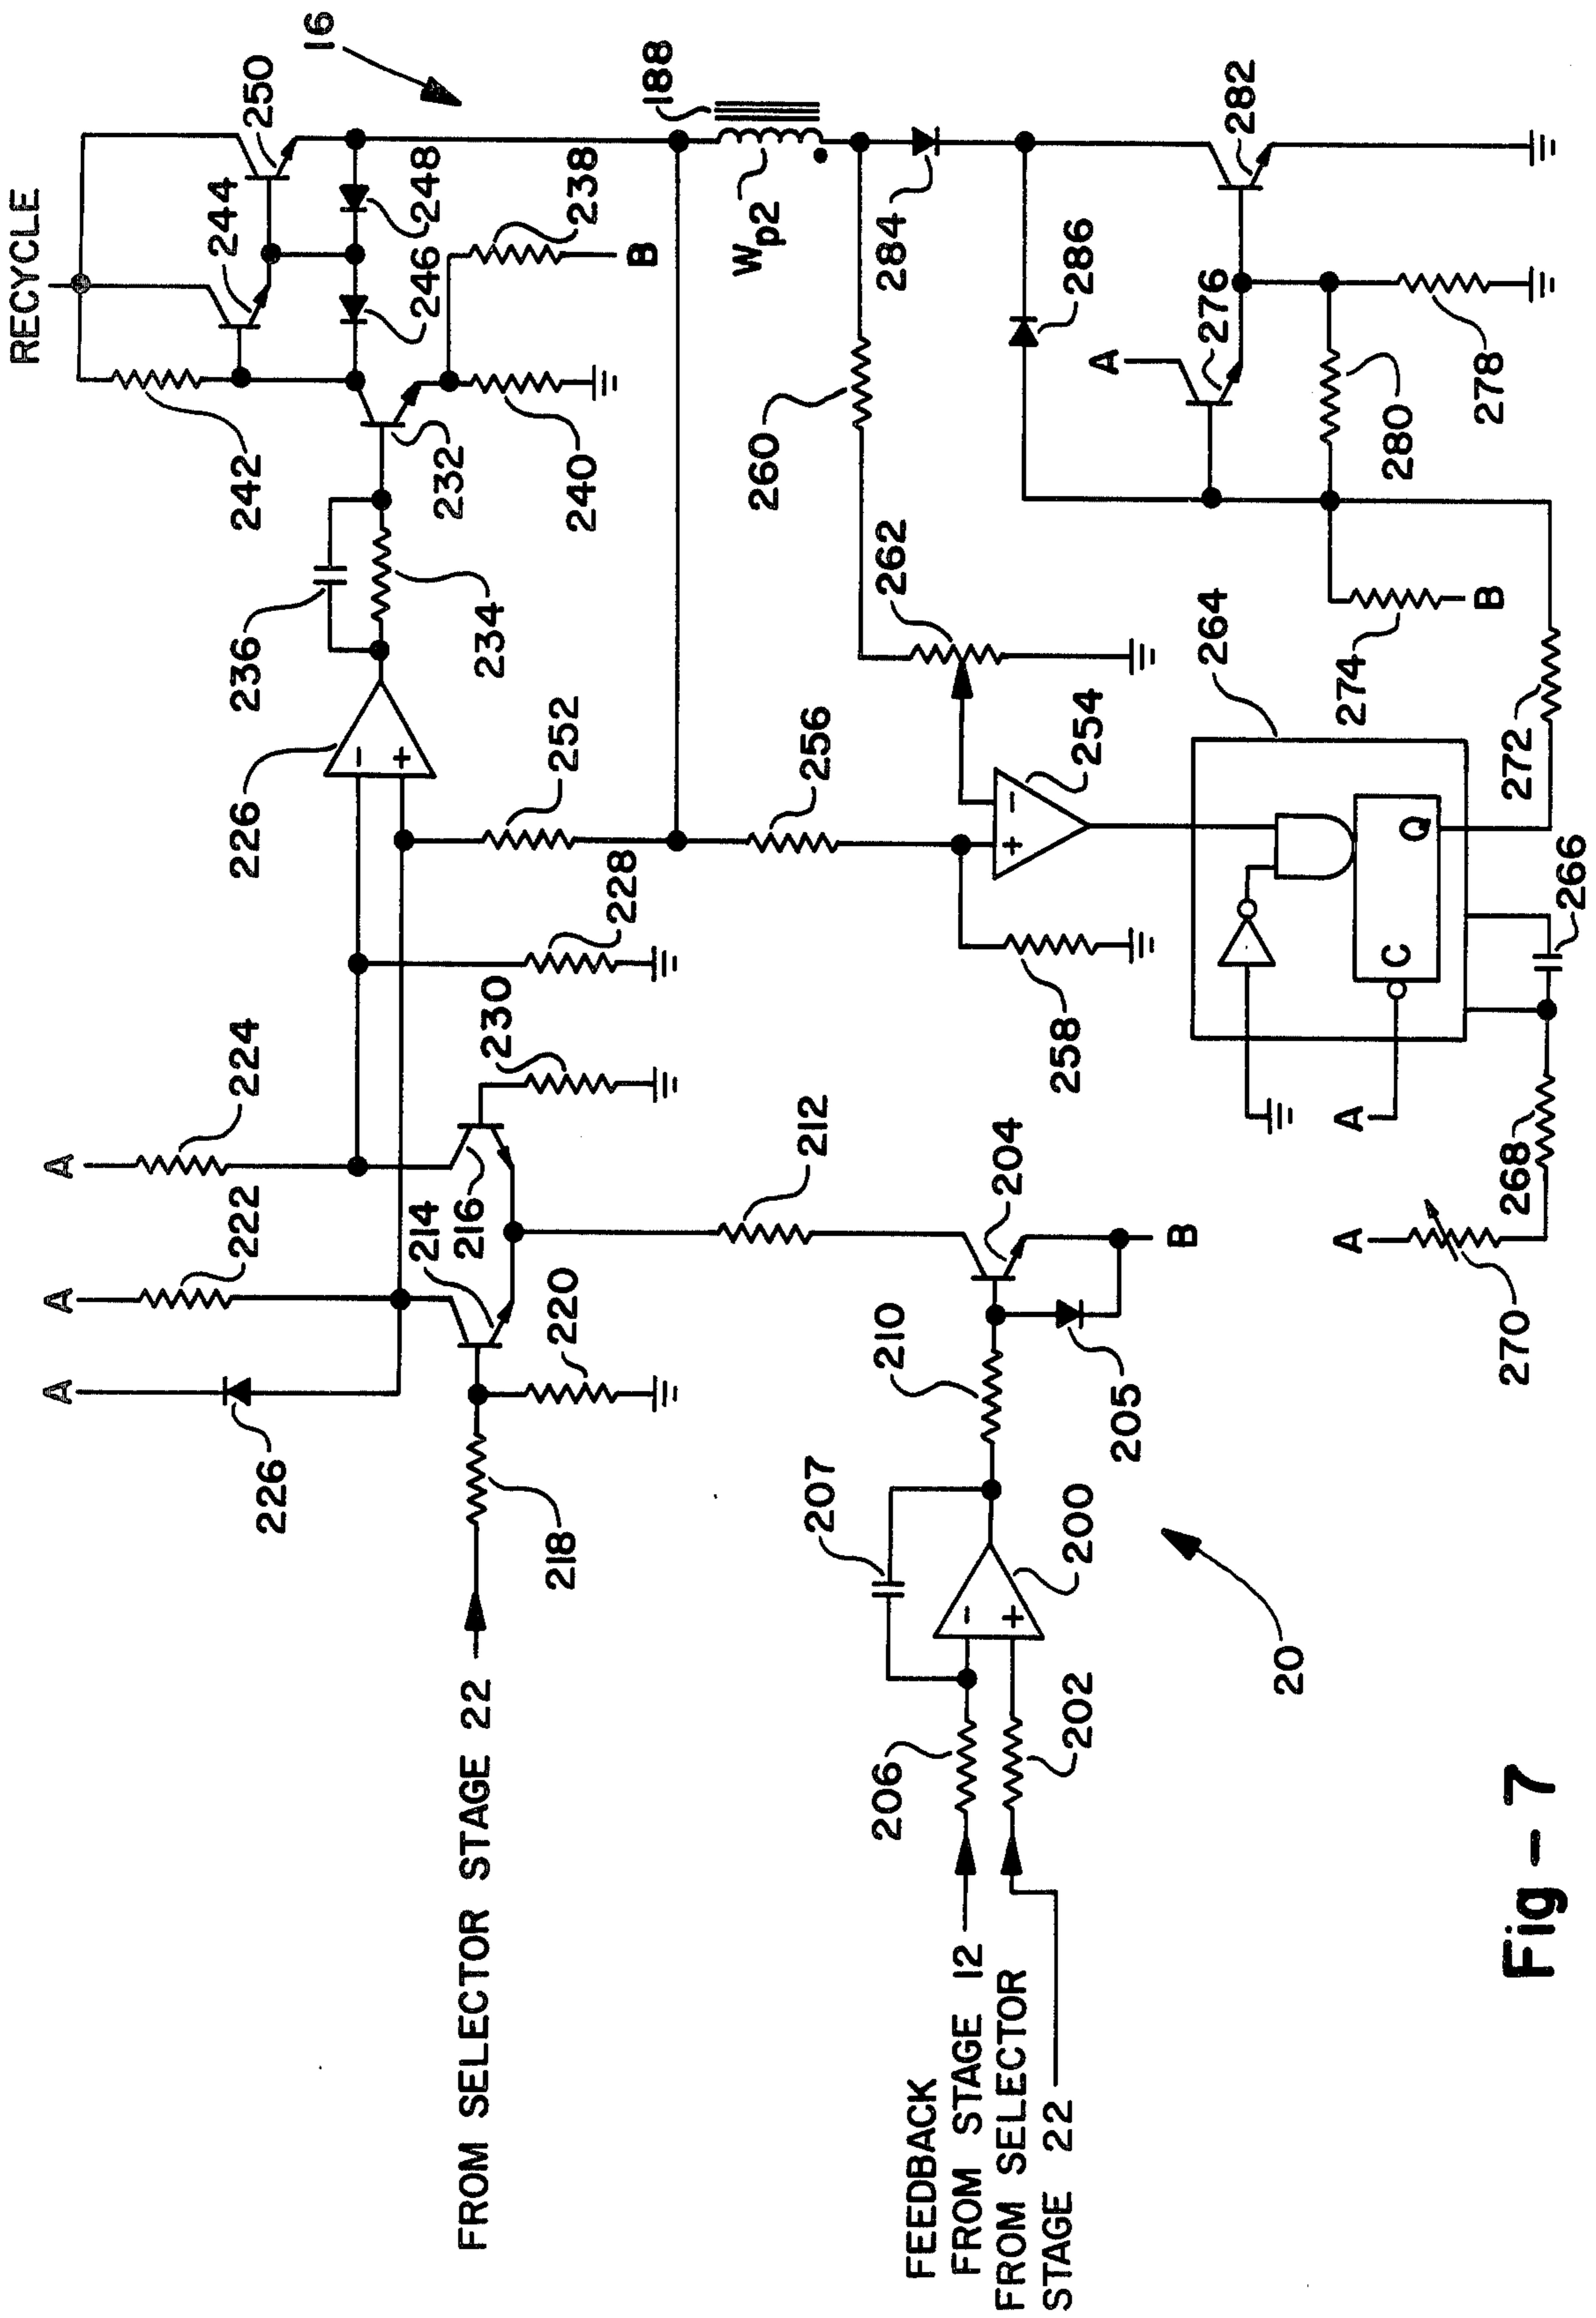 RECYCLE
A A A
244
250
16
222
224
226
236
242
226
214
216
246
248
232
FROM SELECTOR STAGE 22
234
230
218
220
228
252
240
238
B
188
Wp2
212
256
260
207
210
284
262
206
FEEDBACK
FROM STAGE 12
204
FROM SELECTOR
STAGE 22
202
200
205
258
254
286
B
A
276
282
264
20
A
A
C
Q
274
280
B
278
270
268
266
272
Fig - 7